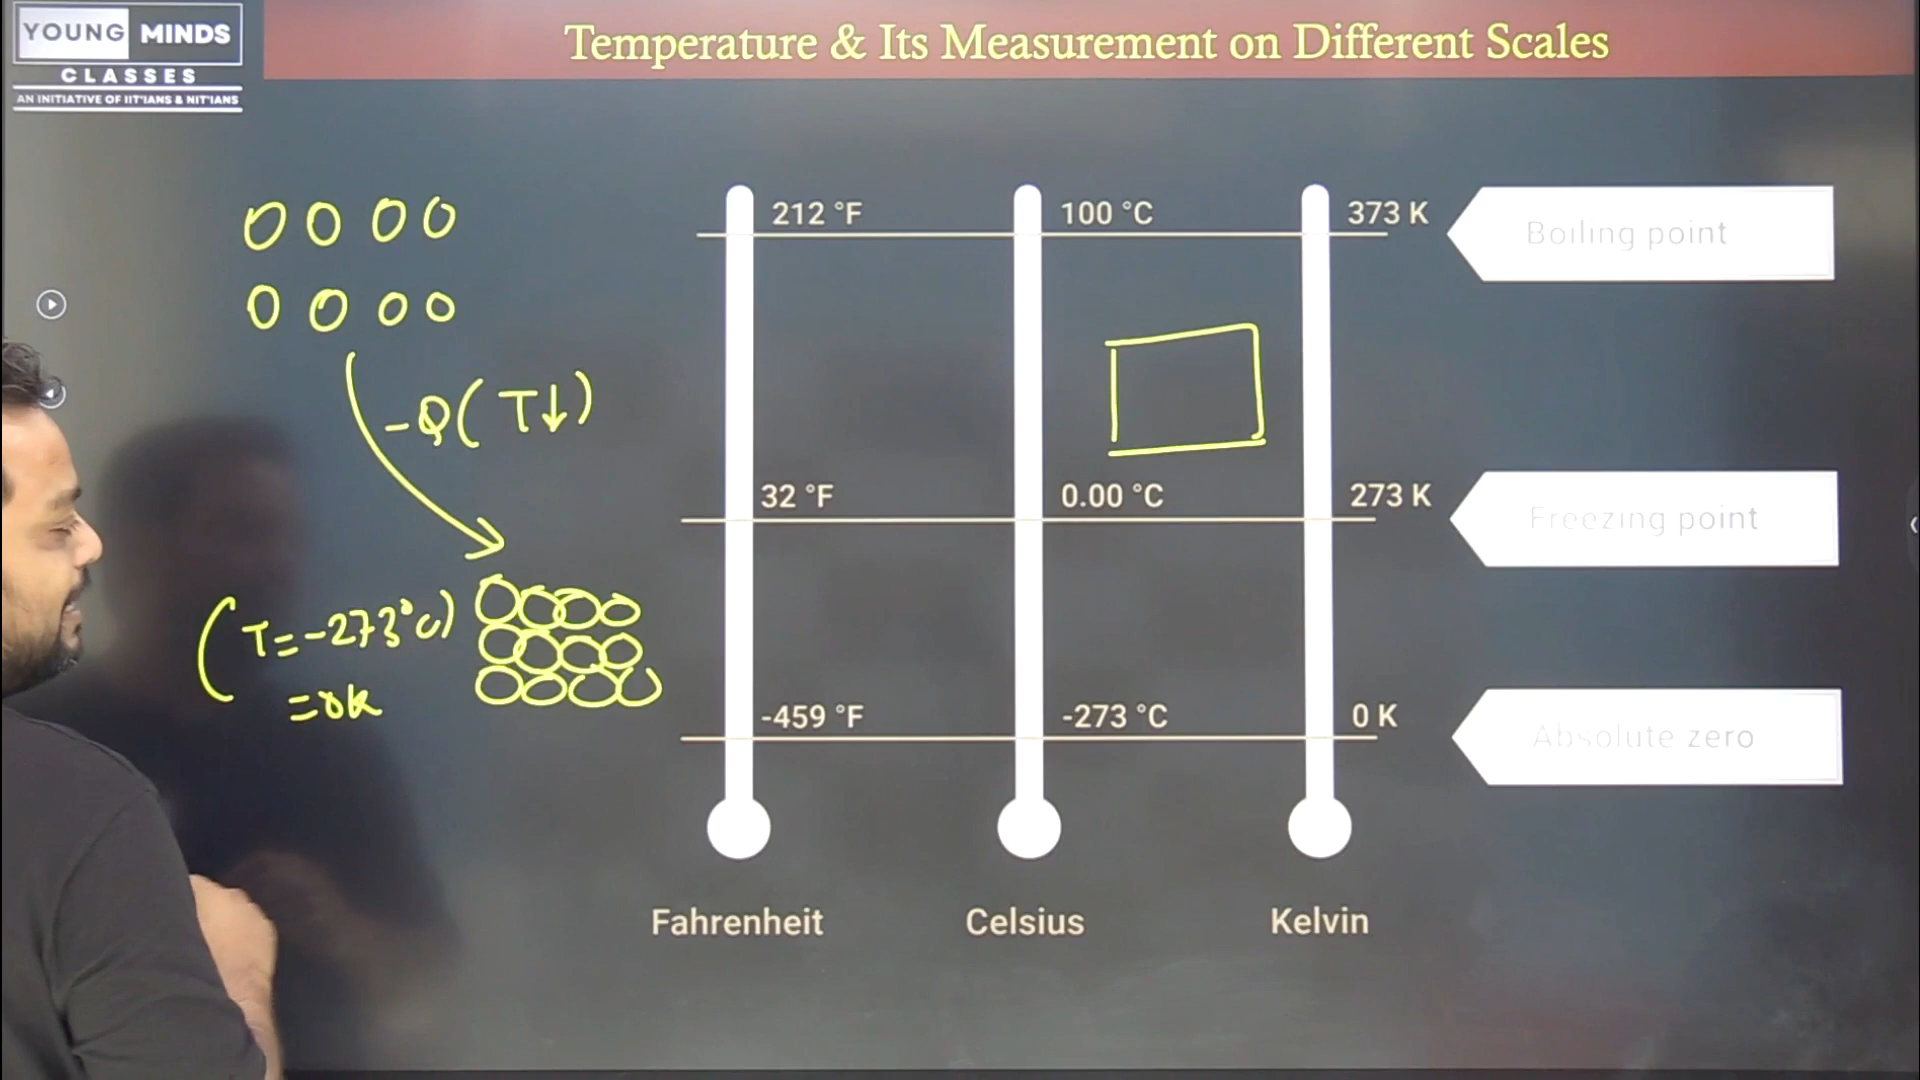 YOUNG MINDS
CLASSES
AN INITIATIVE OF IIT'IANS & NIT'IANS
Temperature & Its Measurement on Different Scales
212 °F
100 °C
373 K
Boiling point
-Q(T↓)
32 °F
0.00 °C
273 K
Freezing point
(T=-273°C)
=0K
-459 °F
-273 °C
0 K
Absolute zero
Fahrenheit
Celsius
Kelvin